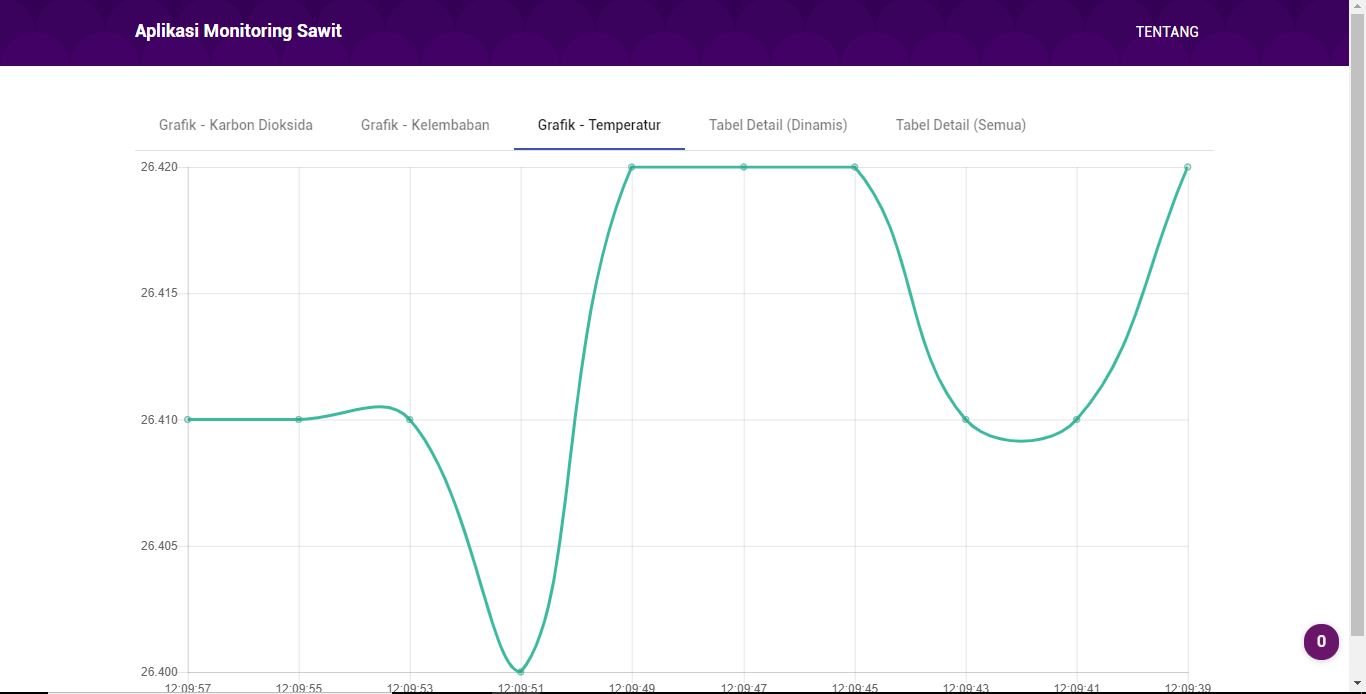 Aplikasi Monitoring Sawit
TENTANG
Grafik - Karbon Dioksida
Grafik - Kelembaban
Grafik - Temperatur
Tabel Detail (Dinamis)
Tabel Detail (Semua)
26.420
26.415
26.410
26.405
26.400
12:09:57
12:09:55
12:09:53
12:09:51
12:09:49
12:09:47
12:09:45
12:09:43
12:09:41
12:09:39
0